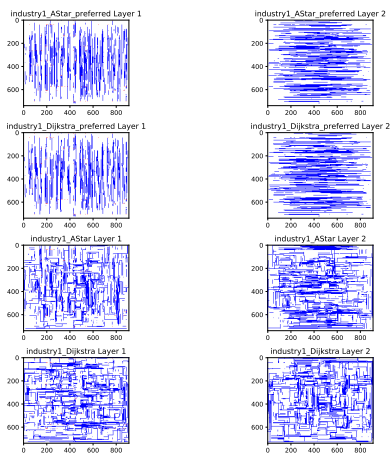 industry1_AStar_preferred Layer 1
industry1_AStar_preferred Layer 2
0
200
400
600
0 200 400 600 800
0
200
400
600
0 200 400 600 800
industry1_Dijkstra_preferred Layer 1
industry1_Dijkstra_preferred Layer 2
0
200
400
600
0 200 400 600 800
0
200
400
600
0 200 400 600 800
industry1_AStar Layer 1
industry1_AStar Layer 2
0
200
400
600
0 200 400 600 800
0
200
400
600
0 200 400 600 800
industry1_Dijkstra Layer 1
industry1_Dijkstra Layer 2
0
200
400
600
0 200 400 600 800
0
200
400
600
0 200 400 600 800